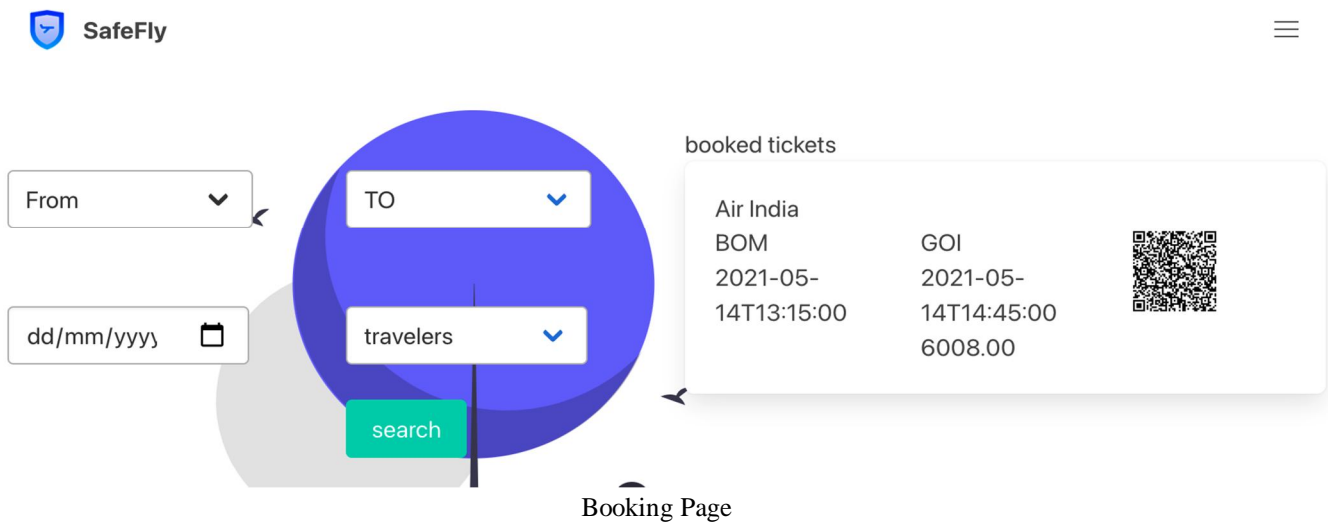 SafeFly
From
TO
dd/mm/yyyy
travelers
search
booked tickets
Air India
BOM
2021-05-
14T13:15:00
GOI
2021-05-
14T14:45:00
6008.00
Booking Page